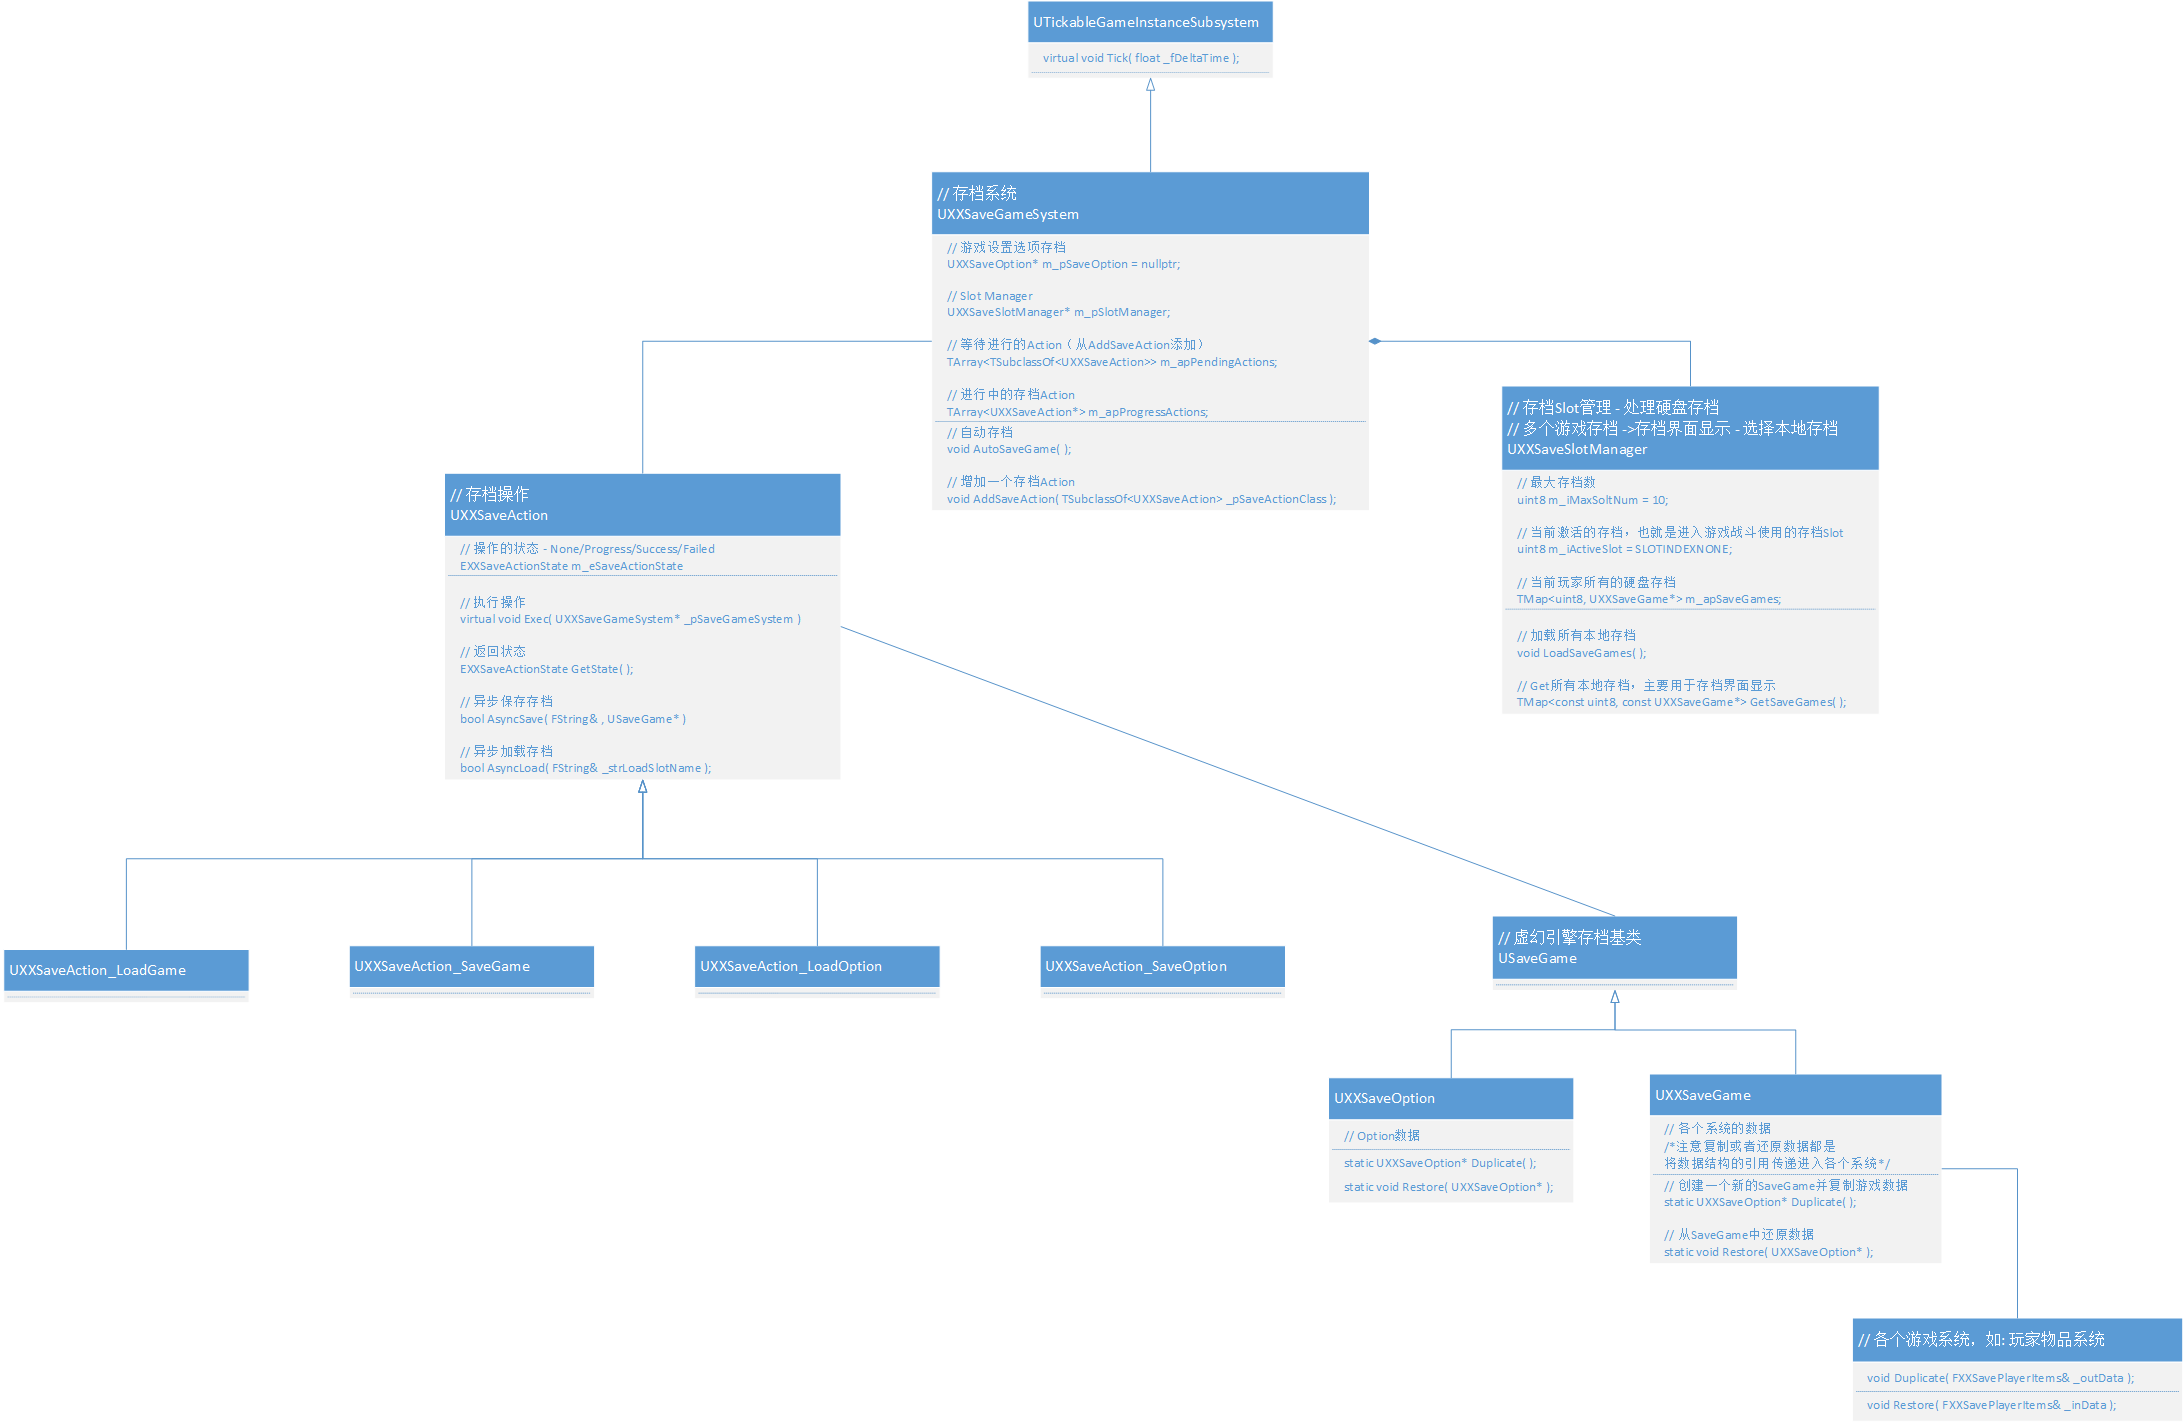 UTickableGameInstanceSubsystem
virtual void Tick( float _fDeltaTime );
// 存档系统
UXXSaveGameSystem
// 游戏设置选项存档
UXXSaveOption* m_pSaveOption = nullptr;
// Slot Manager
UXXSaveSlotManager* m_pSlotManager;
// 等待进行的Action（从AddSaveAction添加）
TArray<TSubclassOf<UXXSaveAction>> m_apPendingActions;
// 进行中的存档Action
TArray<UXXSaveAction*> m_apProgressActions;
// 自动存档
void AutoSaveGame( );
// 增加一个存档Action
void AddSaveAction( TSubclassOf<UXXSaveAction> _pSaveActionClass );
// 存档Slot管理 - 处理硬盘存档
// 多个游戏存档 ->存档界面显示 - 选择本地存档
UXXSaveSlotManager
// 最大存档数
uint8 m_iMaxSoltNum = 10;
// 当前激活的存档，也就是进入游戏战斗使用的存档Slot
uint8 m_iActiveSlot = SLOTINDEXNONE;
// 当前玩家所有的硬盘存档
TMap<uint8, UXXSaveGame*> m_apSaveGames;
// 加载所有本地存档
void LoadSaveGames( );
// Get所有本地存档，主要用于存档界面显示
TMap<const uint8, const UXXSaveGame*> GetSaveGames( );
// 存档操作
UXXSaveAction
// 操作的状态 - None/Progress/Success/Failed
EXXSaveActionState m_eSaveActionState
// 执行操作
virtual void Exec( UXXSaveGameSystem* _pSaveGameSystem )
// 返回状态
EXXSaveActionState GetState( );
// 异步保存存档
bool AsyncSave( FString& , USaveGame* )
// 异步加载存档
bool AsyncLoad( FString& _strLoadSlotName );
UXXSaveAction_LoadGame
UXXSaveAction_SaveGame
UXXSaveAction_LoadOption
UXXSaveAction_SaveOption
// 虚幻引擎存档基类
USaveGame
UXXSaveOption
// Option数据
static UXXSaveOption* Duplicate( );
static void Restore( UXXSaveOption* );
UXXSaveGame
// 各个系统的数据
/*注意复制或者还原数据都是
将数据结构的引用传递进入各个系统*/
// 创建一个新的SaveGame并复制游戏数据
static UXXSaveOption* Duplicate( );
// 从SaveGame中还原数据
static void Restore( UXXSaveOption* );
// 各个游戏系统，如: 玩家物品系统
void Duplicate( FXXSavePlayerItems& _outData );
void Restore( FXXSavePlayerItems& _inData );